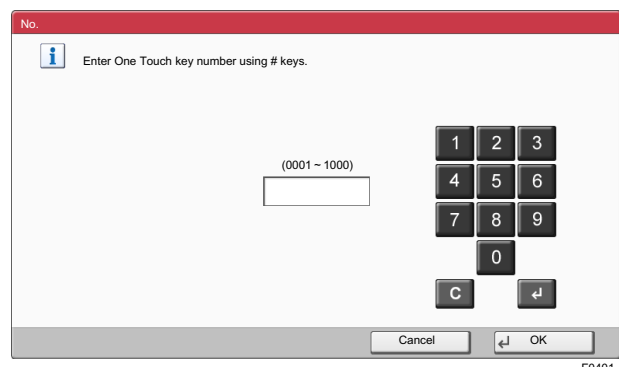 No.
Enter One Touch key number using # keys.
(0001 ~ 1000)
1 2 3
4 5 6
7 8 9
0
C
Cancel
OK